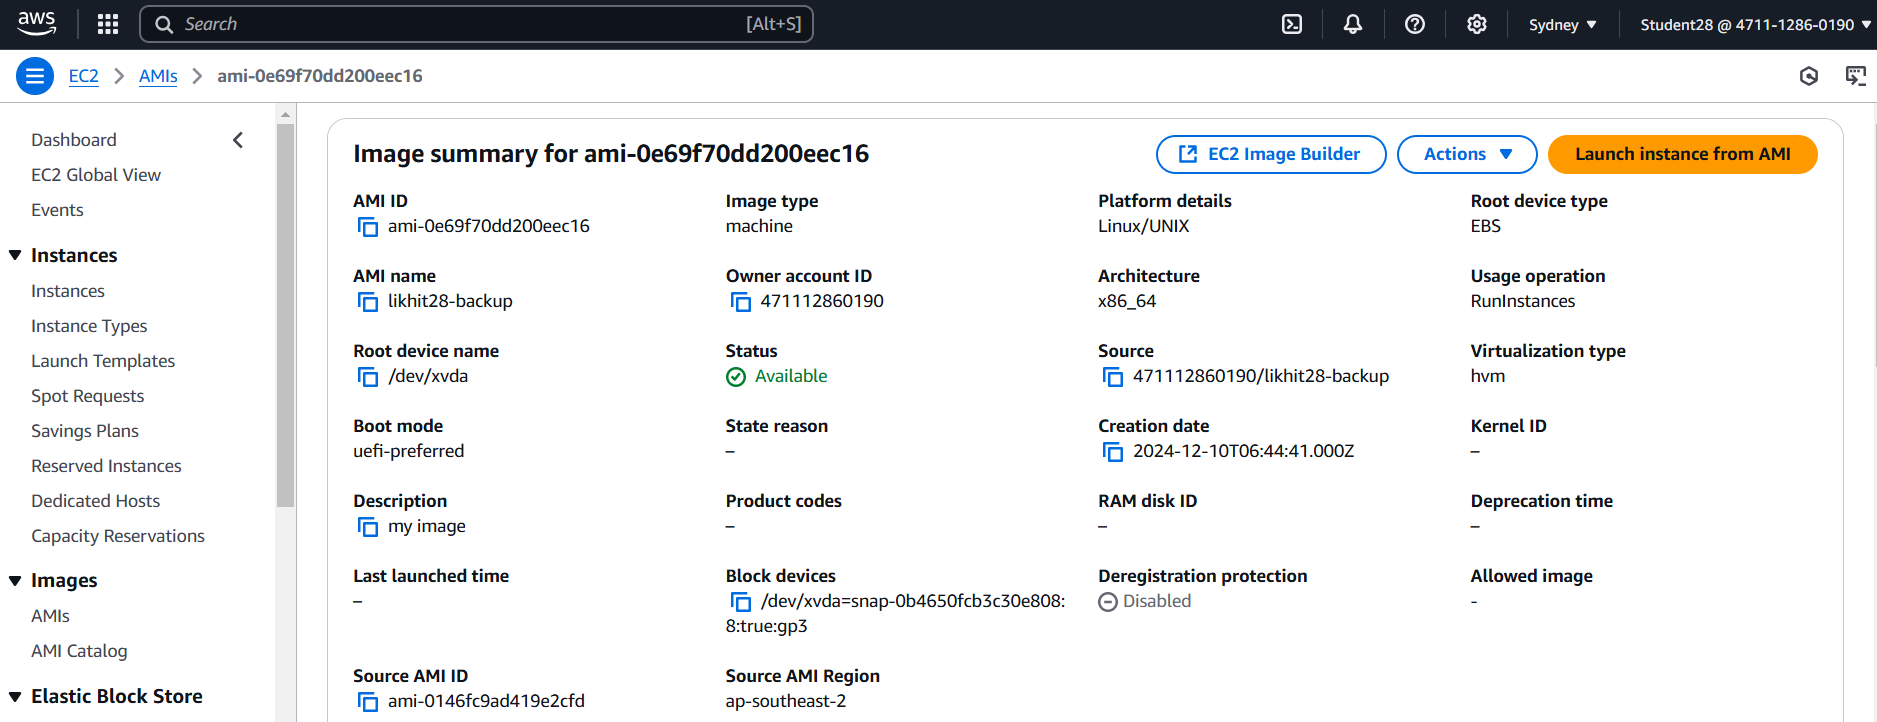 aws
Search [Alt+S]
Sydney
Student28 @ 4711-1286-0190
EC2
AMIs
ami-0e69f70dd200eec16
Dashboard
EC2 Global View
Events
Instances
Instances
Instance Types
Launch Templates
Spot Requests
Savings Plans
Reserved Instances
Dedicated Hosts
Capacity Reservations
Images
AMIs
AMI Catalog
Elastic Block Store
Image summary for ami-0e69f70dd200eec16
EC2 Image Builder
Actions
Launch instance from AMI
AMI ID
ami-0e69f70dd200eec16
Image type
machine
Platform details
Linux/UNIX
Root device type
EBS
AMI name
likhit28-backup
Owner account ID
471112860190
Architecture
x86_64
Usage operation
RunInstances
Root device name
/dev/xvda
Status
Available
Source
471112860190/likhit28-backup
Virtualization type
hvm
Boot mode
uefi-preferred
State reason
–
Creation date
2024-12-10T06:44:41.000Z
Kernel ID
–
Description
my image
Product codes
–
RAM disk ID
–
Deprecation time
–
Last launched time
–
Block devices
/dev/xvda=snap-0b4650fcb3c30e808:
8:true:gp3
Deregistration protection
Disabled
Allowed image
-
Source AMI ID
ami-0146fc9ad419e2cfd
Source AMI Region
ap-southeast-2